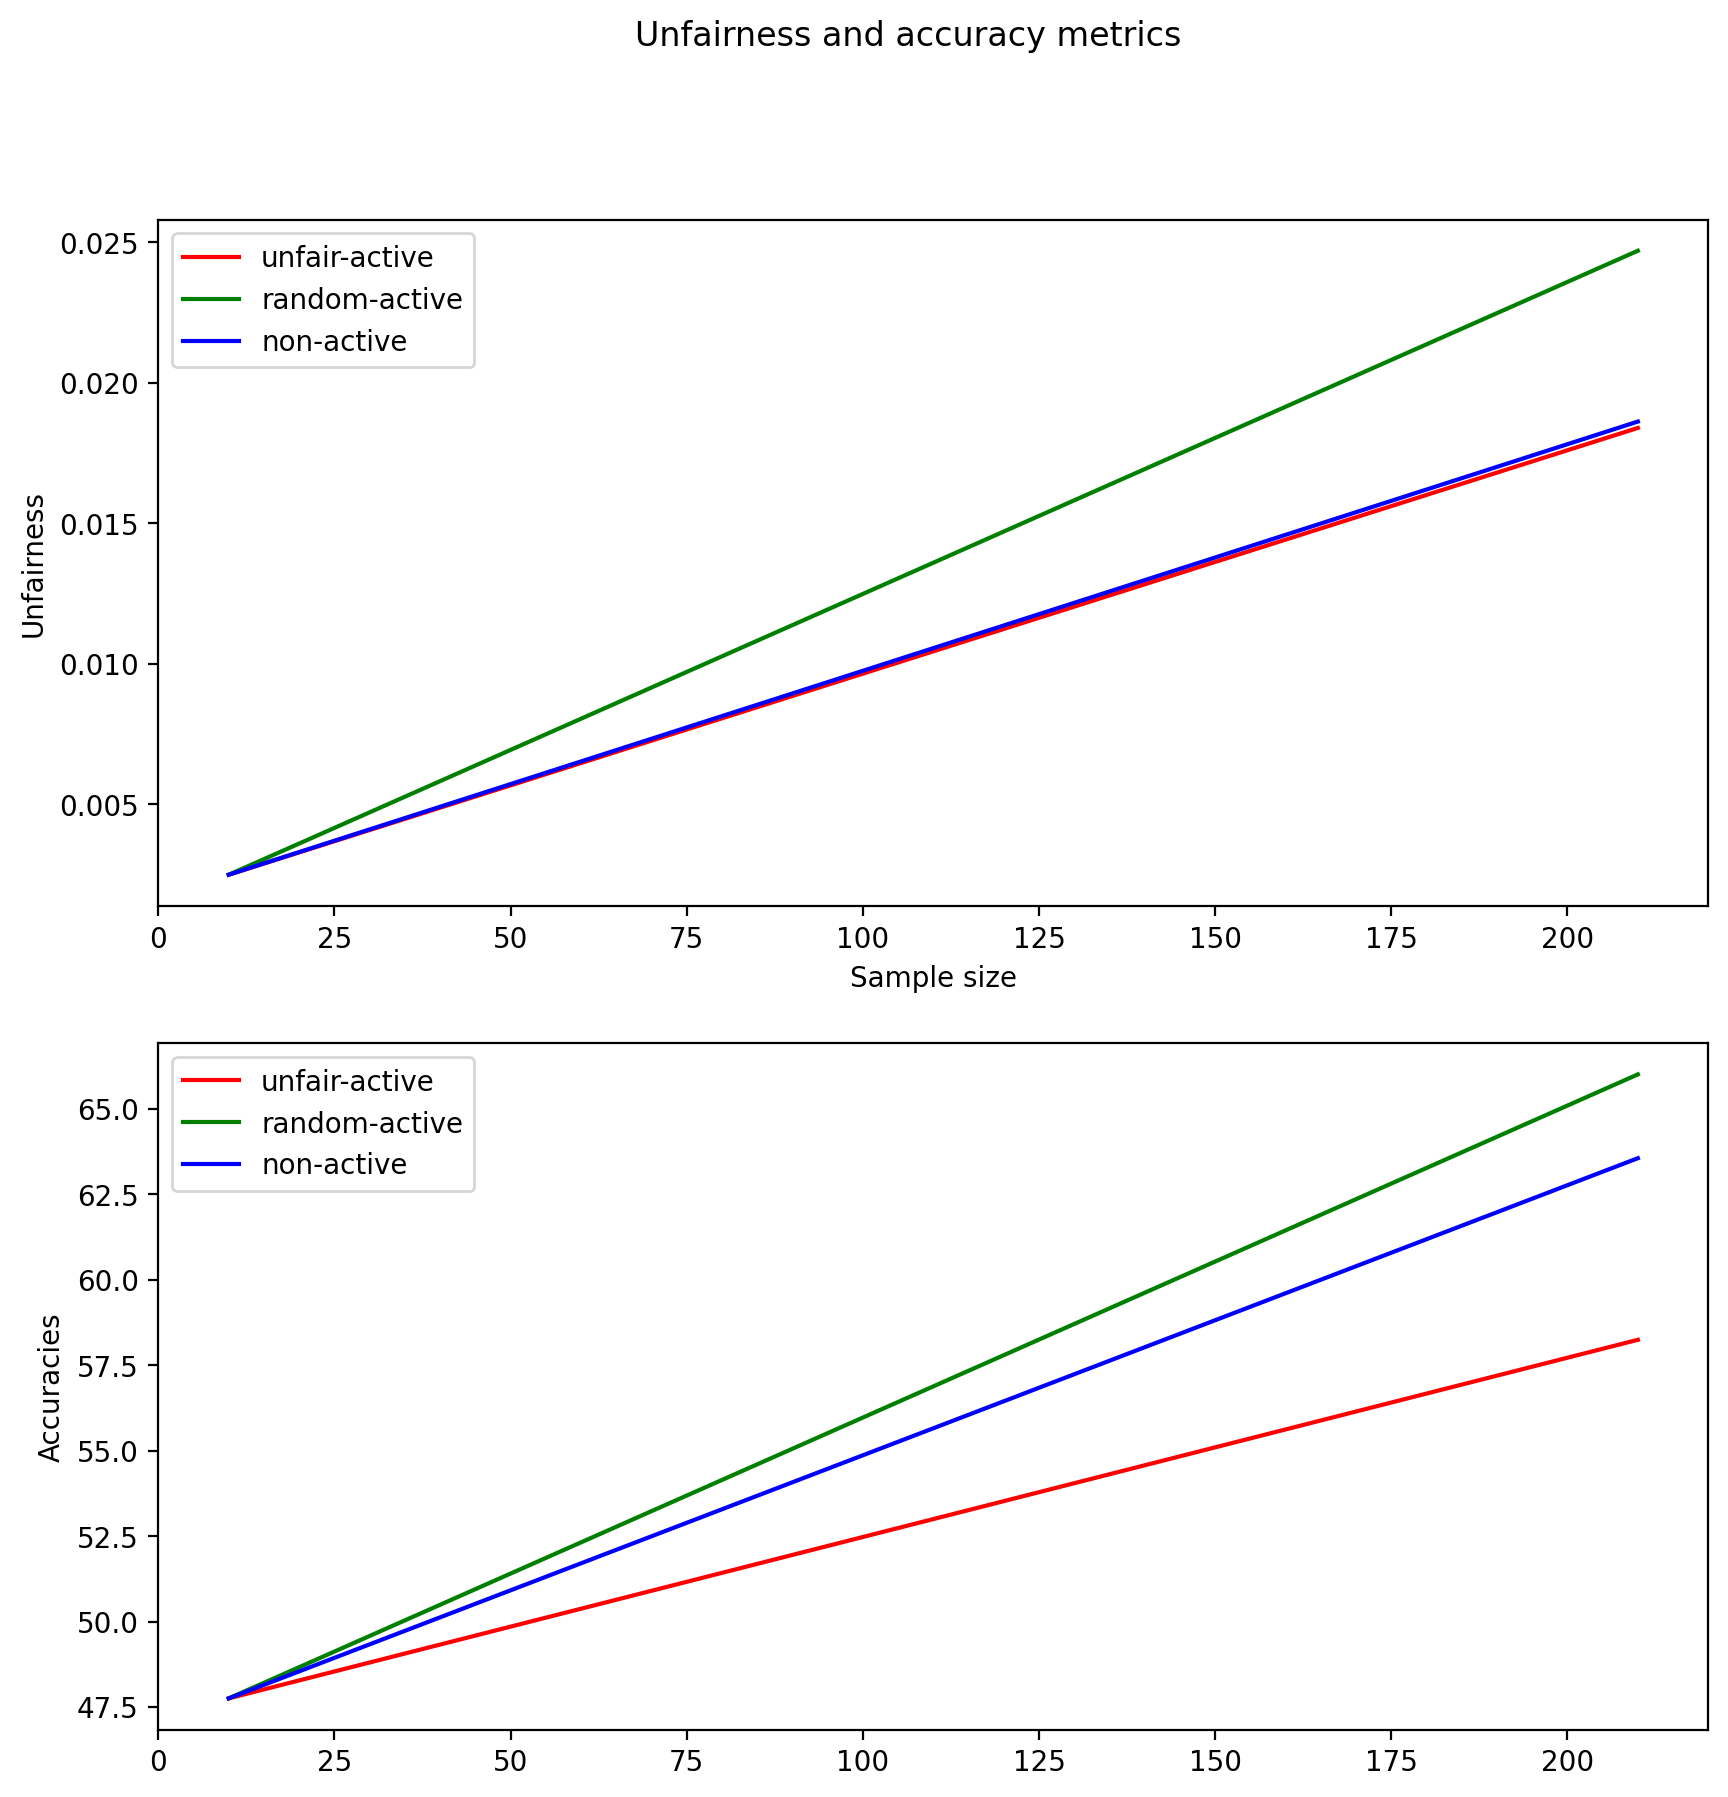 Unfairness and accuracy metrics
unfair-active
random-active
non-active
0.025
0.020
0.015
0.010
0.005
Unfairness
0 25 50 75 100 125 150 175 200
Sample size
unfair-active
random-active
non-active
65.0
62.5
60.0
57.5
55.0
52.5
50.0
47.5
Accuracies
0 25 50 75 100 125 150 175 200